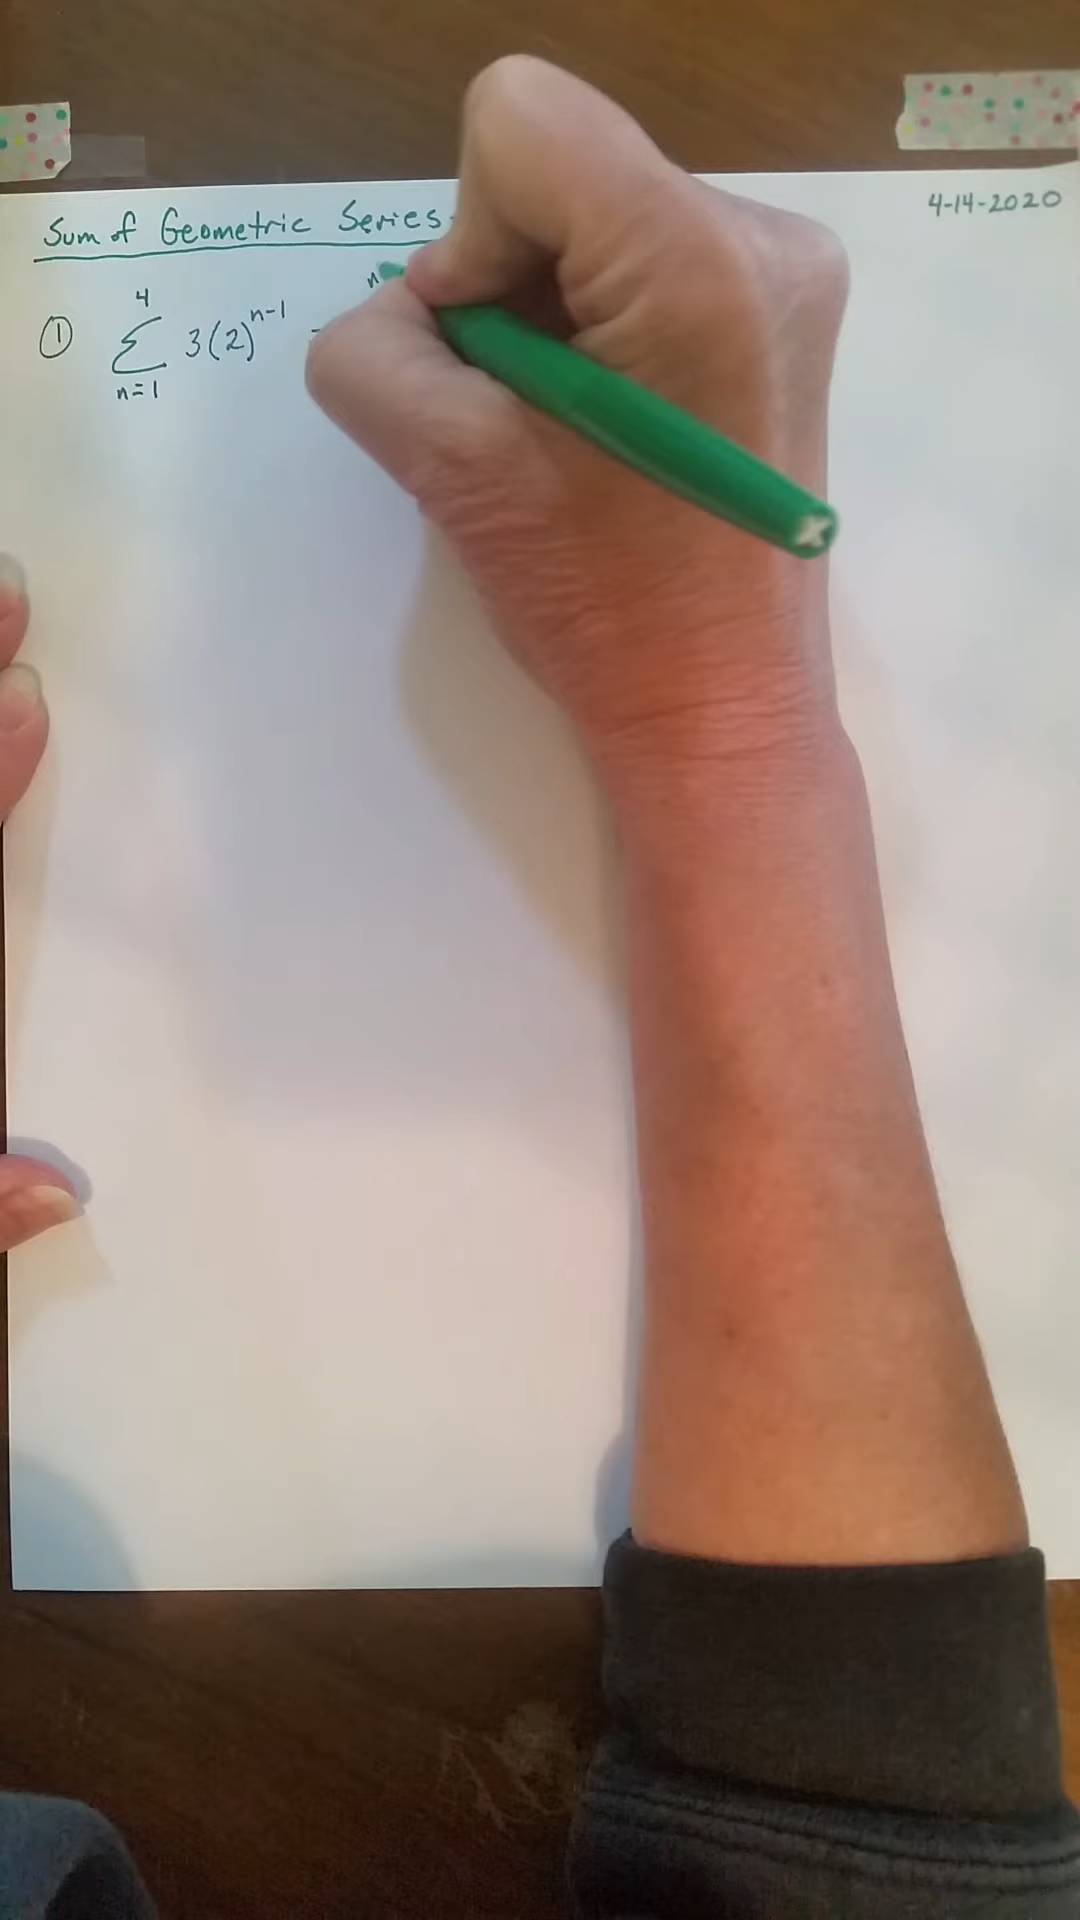 Sum of Geometric Series
4-14-2020
n
4
① Σ 3(2)^n-1
n=1